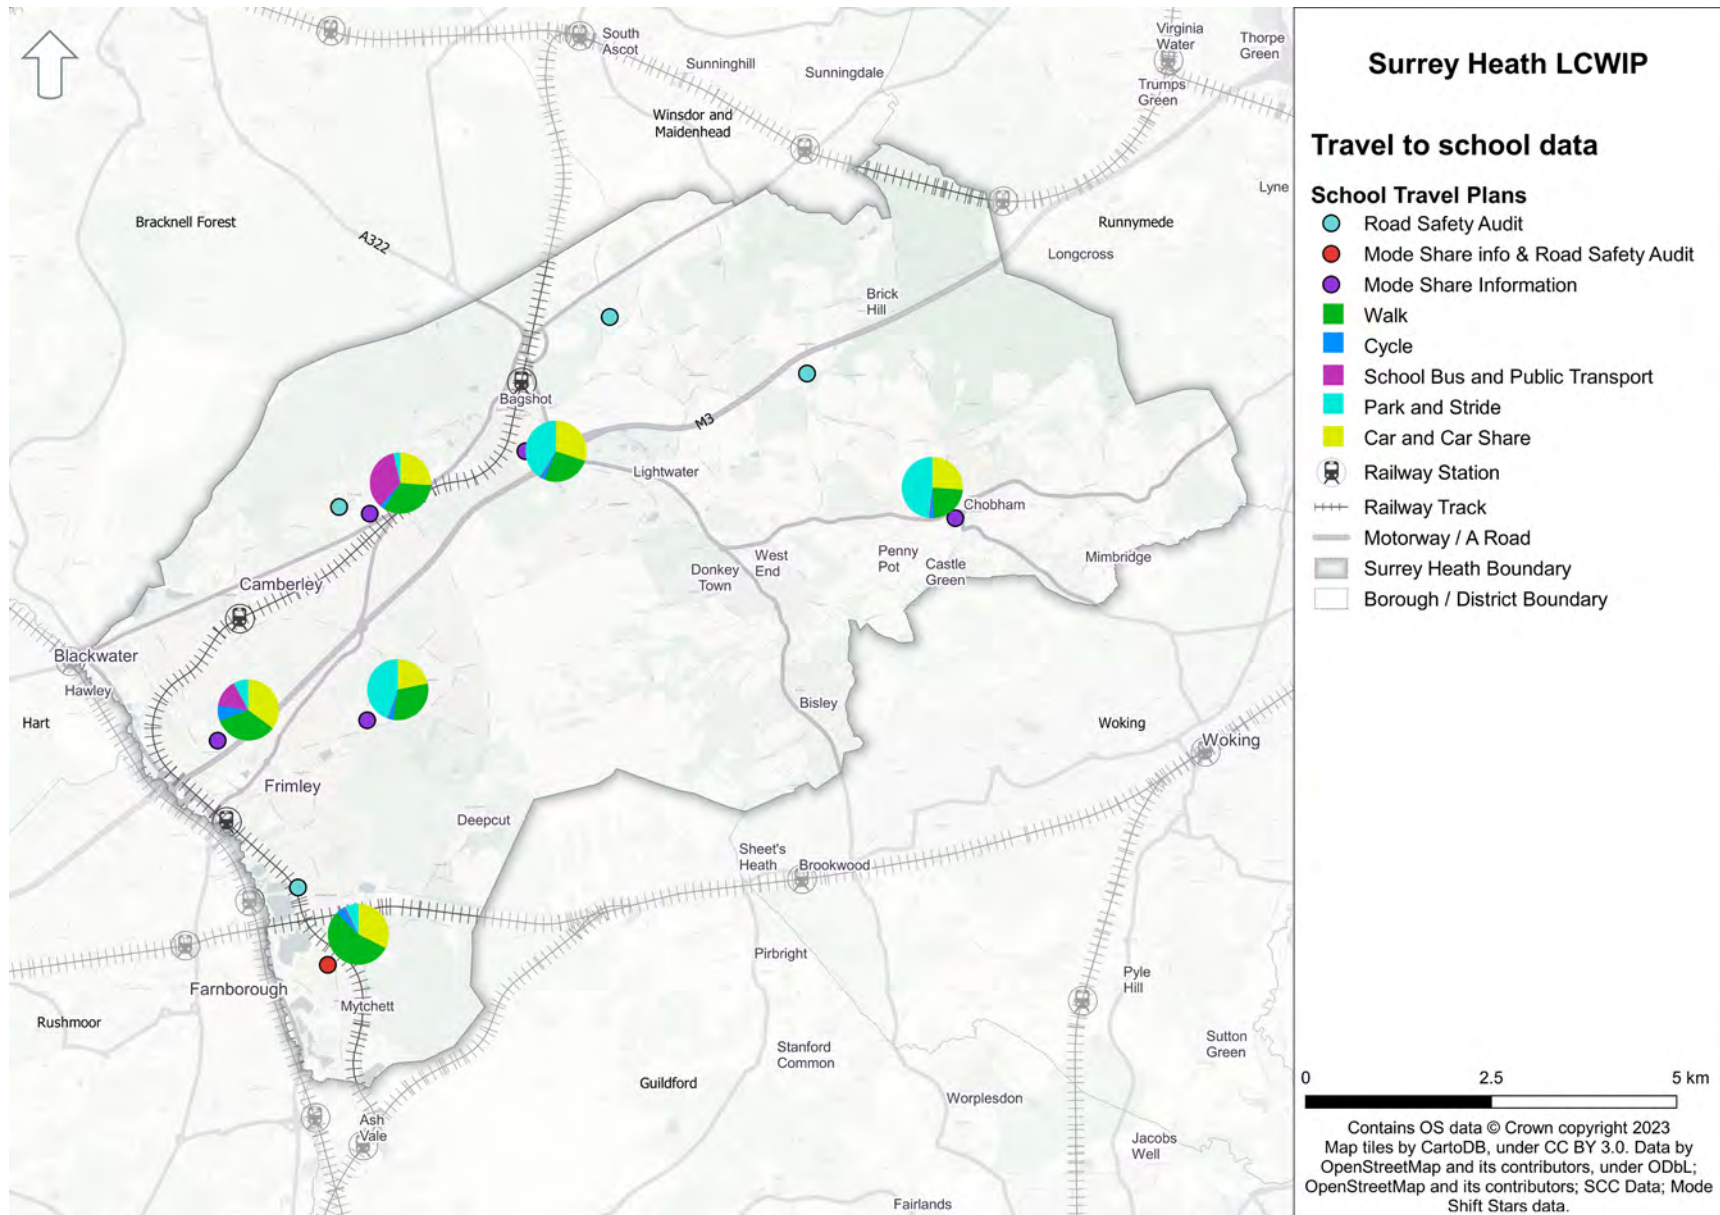 South
Ascot
Sunninghill
Sunningdale
Virginia
Water
Thorpe
Green
Trumps
Green
Winsdor and
Maidenhead
Lyne
Bracknell Forest
A322
Runnymede
Longcross
Brick
Hill
Bagshot
M3
Lightwater
Chobham
Camberley
Donkey
Town
West
End
Penny
Pot
Castle
Green
Mimbridge
Blackwater
Hawley
Hart
Bisley
Woking
Woking
Frimley
Deepcut
Sheet's
Heath
Brookwood
Pirbright
Pyle
Hill
Farnborough
Mytchett
Rushmoor
Stanford
Common
Sutton
Green
Guildford
Worplesdon
Ash
Vale
Jacobs
Well
Fairlands
Surrey Heath LCWIP
Travel to school data
School Travel Plans
Road Safety Audit
Mode Share info & Road Safety Audit
Mode Share Information
Walk
Cycle
School Bus and Public Transport
Park and Stride
Car and Car Share
Railway Station
Railway Track
Motorway / A Road
Surrey Heath Boundary
Borough / District Boundary
0 2.5 5 km
Contains OS data © Crown copyright 2023
Map tiles by CartoDB, under CC BY 3.0. Data by
OpenStreetMap and its contributors, under ODbL;
OpenStreetMap and its contributors; SCC Data; Mode
Shift Stars data.